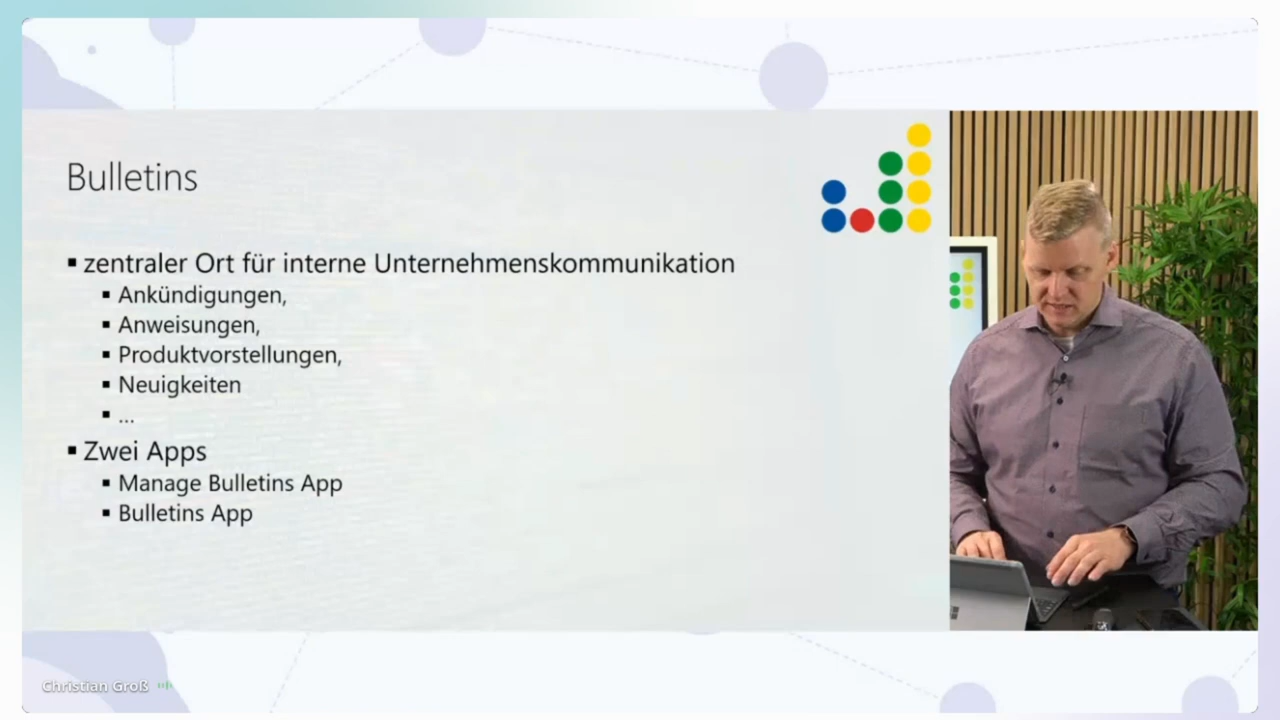 Bulletins
▪ zentraler Ort für interne Unternehmenskommunikation
▪ Ankündigungen,
▪ Anweisungen,
▪ Produktvorstellungen,
▪ Neuigkeiten
▪ ...
▪ Zwei Apps
▪ Manage Bulletins App
▪ Bulletins App
Christian Groß